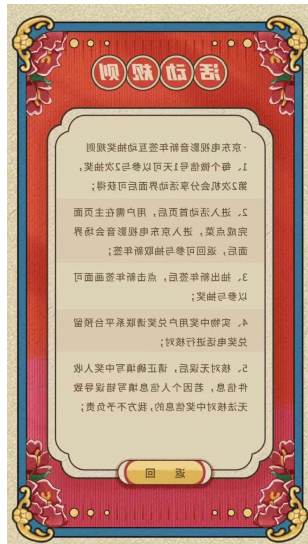 活动规则
·京东电视影音新年签互动抽奖规则
1、每个微信号1天可以参与2次抽奖，
第2次机会分享活动界面后可获得；
2、进入活动首页后，用户需在主页面
完成点菜，进入京东电视影音会场界
面后，返回可参与抽取新年签；
3、抽出新年签后，点击新年签画面可
以参与抽奖；
4、实物中奖用户兑奖请联系平台预留
兑奖电话进行核对；
5、核对无误后，请正确填写中奖人收
件信息，若因个人信息填写错误导致
无法核对中奖信息的，我方不予负责；
返回